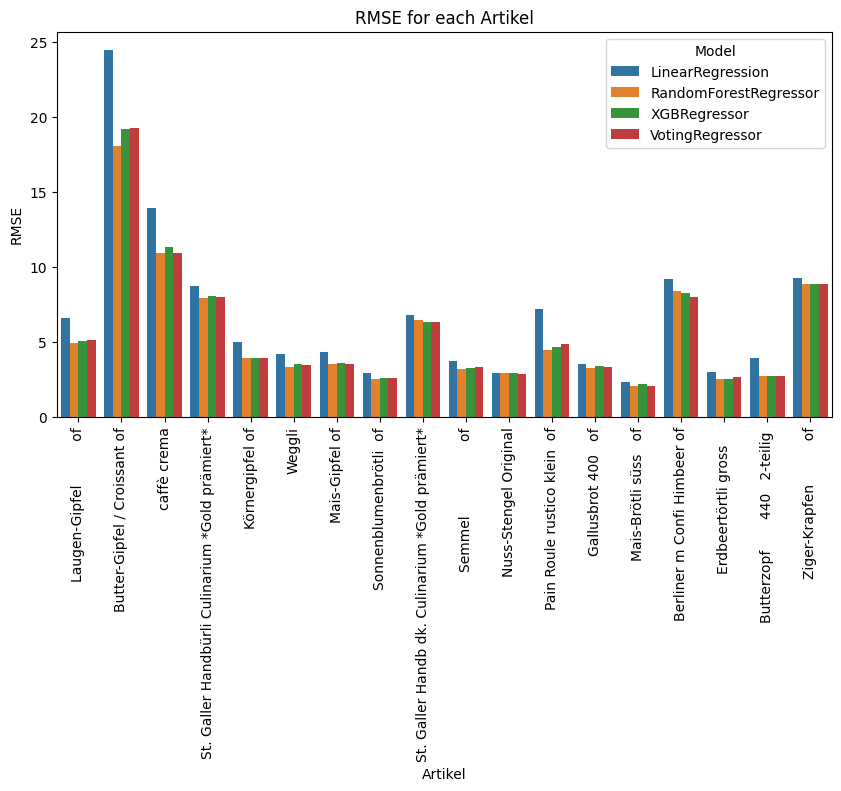 RMSE for each Artikel
Model
LinearRegression
RandomForestRegressor
XGBRegressor
VotingRegressor
RMSE
25
20
15
10
5
0
Laugen-Gipfel of
Butter-Gipfel / Croissant of
caffè crema
St. Galler Handbürli Culinarium *Gold prämiert*
Körnergipfel of
Weggli
Mais-Gipfel of
Sonnenblumenbrötli of
St. Galler Handb dk. Culinarium *Gold prämiert*
Semmel of
Nuss-Stengel Original
Pain Roule rustico klein of
Gallusbrot 400 of
Mais-Brötli süss of
Berliner m Confi Himbeer of
Erdbeertörtli gross
Butterzopf 440 2-teilig
Ziger-Krapfen of
Artikel